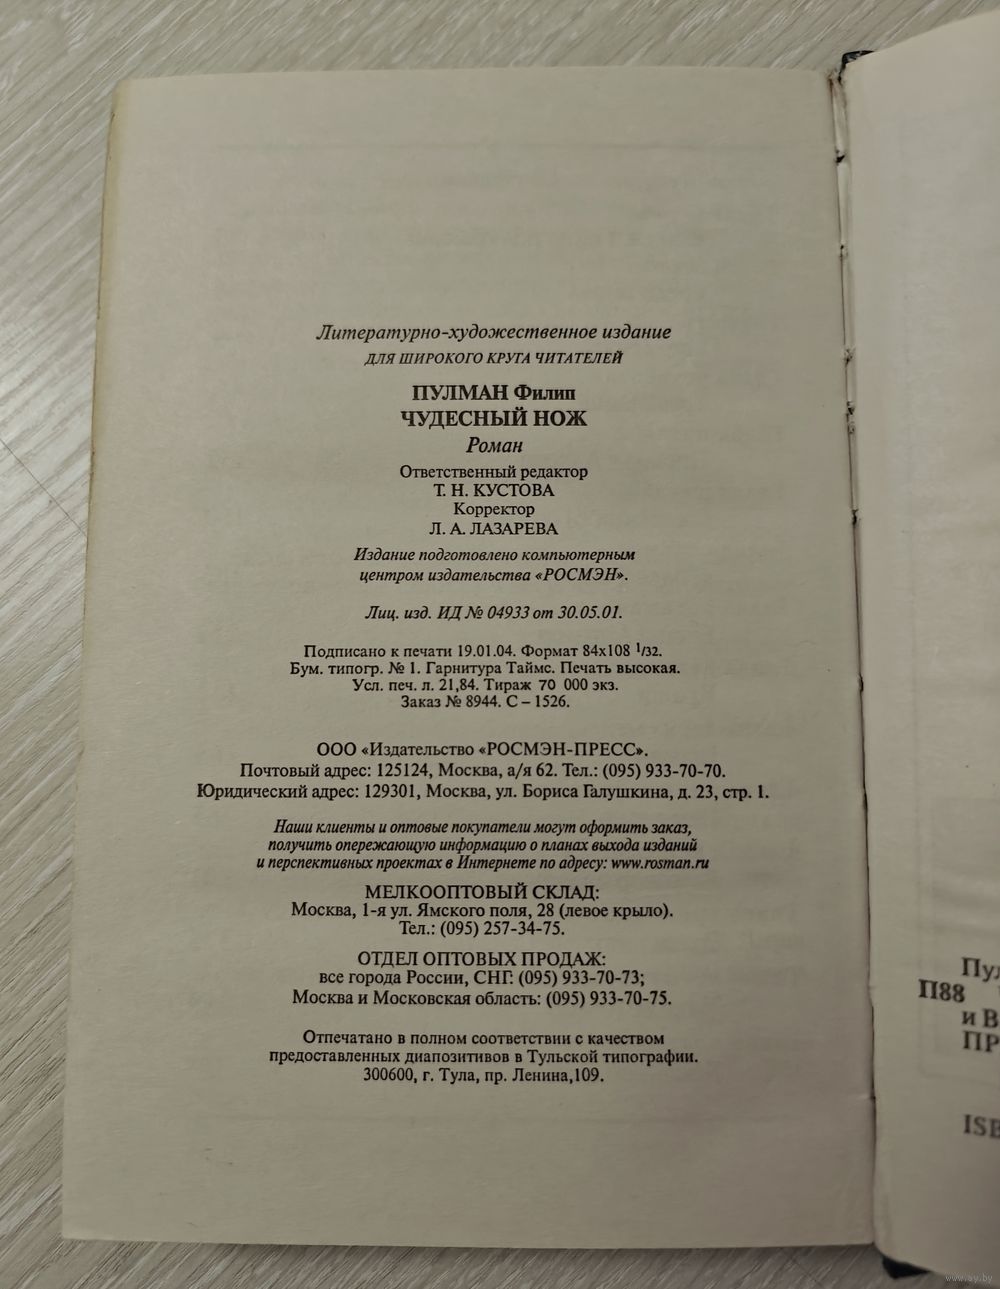 Литературно-художественное издание
ДЛЯ ШИРОКОГО КРУГА ЧИТАТЕЛЕЙ
ПУЛМАН Филип
ЧУДЕСНЫЙ НОЖ
Роман
Ответственный редактор
Т. Н. КУСТОВА
Корректор
Л. А. ЛАЗАРЕВА
Издание подготовлено компьютерным
центром издательства «РОСМЭН».
Лиц. изд. ИД № 04933 от 30.05.01.
Подписано к печати 19.01.04. Формат 84х108 1/32.
Бум. типогр. № 1. Гарнитура Таймс. Печать высокая.
Усл. печ. л. 21,84. Тираж 70 000 экз.
Заказ № 8944. С – 1526.
ООО «Издательство «РОСМЭН-ПРЕСС».
Почтовый адрес: 125124, Москва, а/я 62. Тел.: (095) 933-70-70.
Юридический адрес: 129301, Москва, ул. Бориса Галушкина, д. 23, стр. 1.
Наши клиенты и оптовые покупатели могут оформить заказ,
получить опережающую информацию о планах выхода изданий
и перспективных проектах в Интернете по адресу: www.rosman.ru
МЕЛКООПТОВЫЙ СКЛАД:
Москва, 1-я ул. Ямского поля, 28 (левое крыло).
Тел.: (095) 257-34-75.
ОТДЕЛ ОПТОВЫХ ПРОДАЖ:
все города России, СНГ: (095) 933-70-73;
Москва и Московская область: (095) 933-70-75.
Отпечатано в полном соответствии с качеством
предоставленных диапозитивов в Тульской типографии.
300600, г. Тула, пр. Ленина,109.
Пул
П88
и В
ПР
ISB
www.ay.by